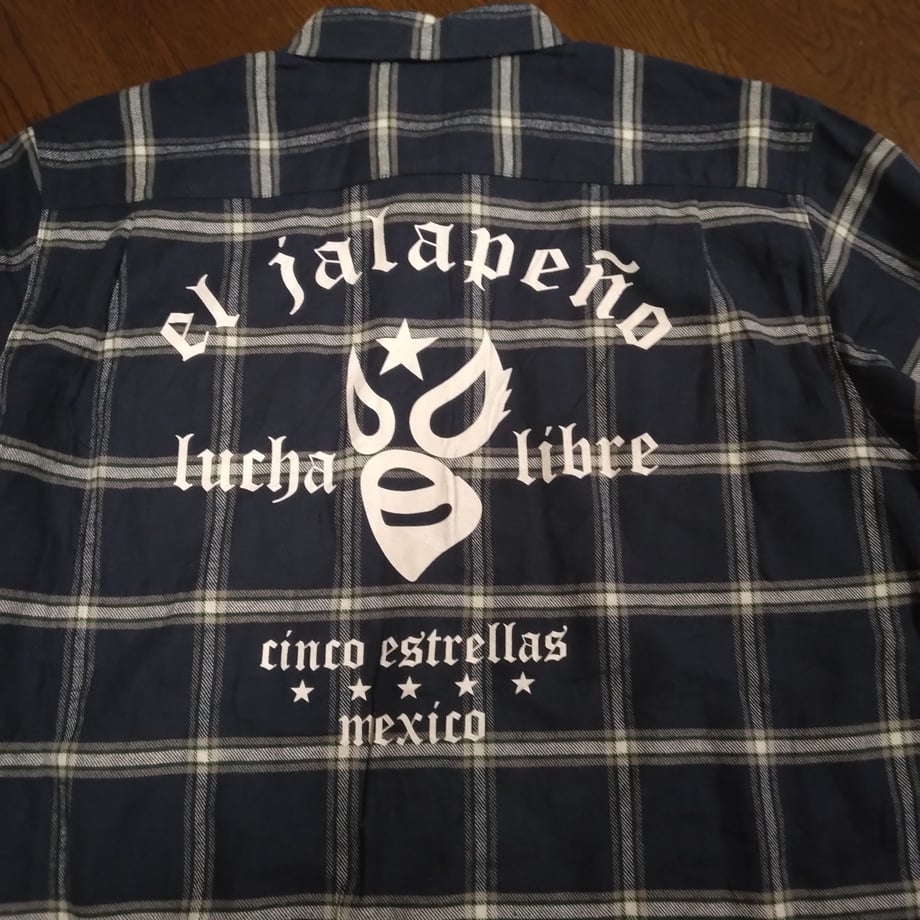 el jalapeño
lucha libre
cinco estrellas
mexico